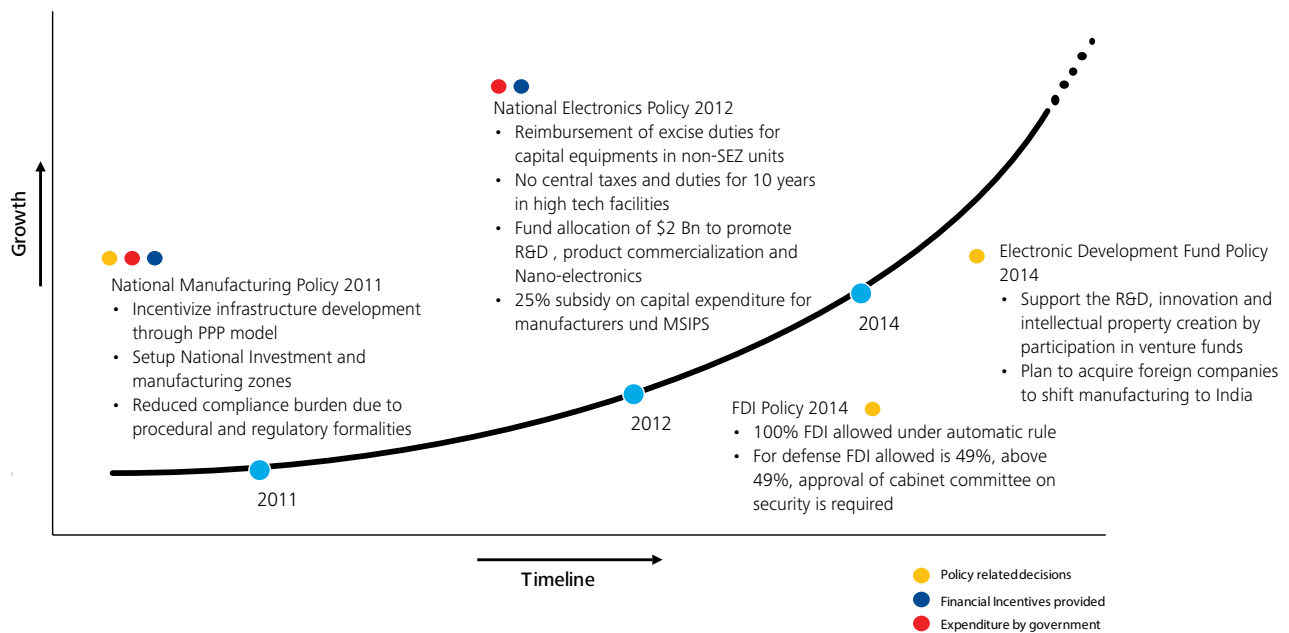 Growth
National Manufacturing Policy 2011
• Incentivize infrastructure development
through PPP model
• Setup National Investment and
manufacturing zones
• Reduced compliance burden due to
procedural and regulatory formalities
2011
National Electronics Policy 2012
• Reimbursement of excise duties for
capital equipments in non-SEZ units
• No central taxes and duties for 10 years
in high tech facilities
• Fund allocation of $2 Bn to promote
R&D , product commercialization and
Nano-electronics
• 25% subsidy on capital expenditure for
manufacturers und MSIPS
2012
2014
FDI Policy 2014
• 100% FDI allowed under automatic rule
• For defense FDI allowed is 49%, above
49%, approval of cabinet committee on
security is required
Electronic Development Fund Policy
2014
• Support the R&D, innovation and
intellectual property creation by
participation in venture funds
• Plan to acquire foreign companies
to shift manufacturing to India
Timeline
Policy related decisions
Financial Incentives provided
Expenditure by government